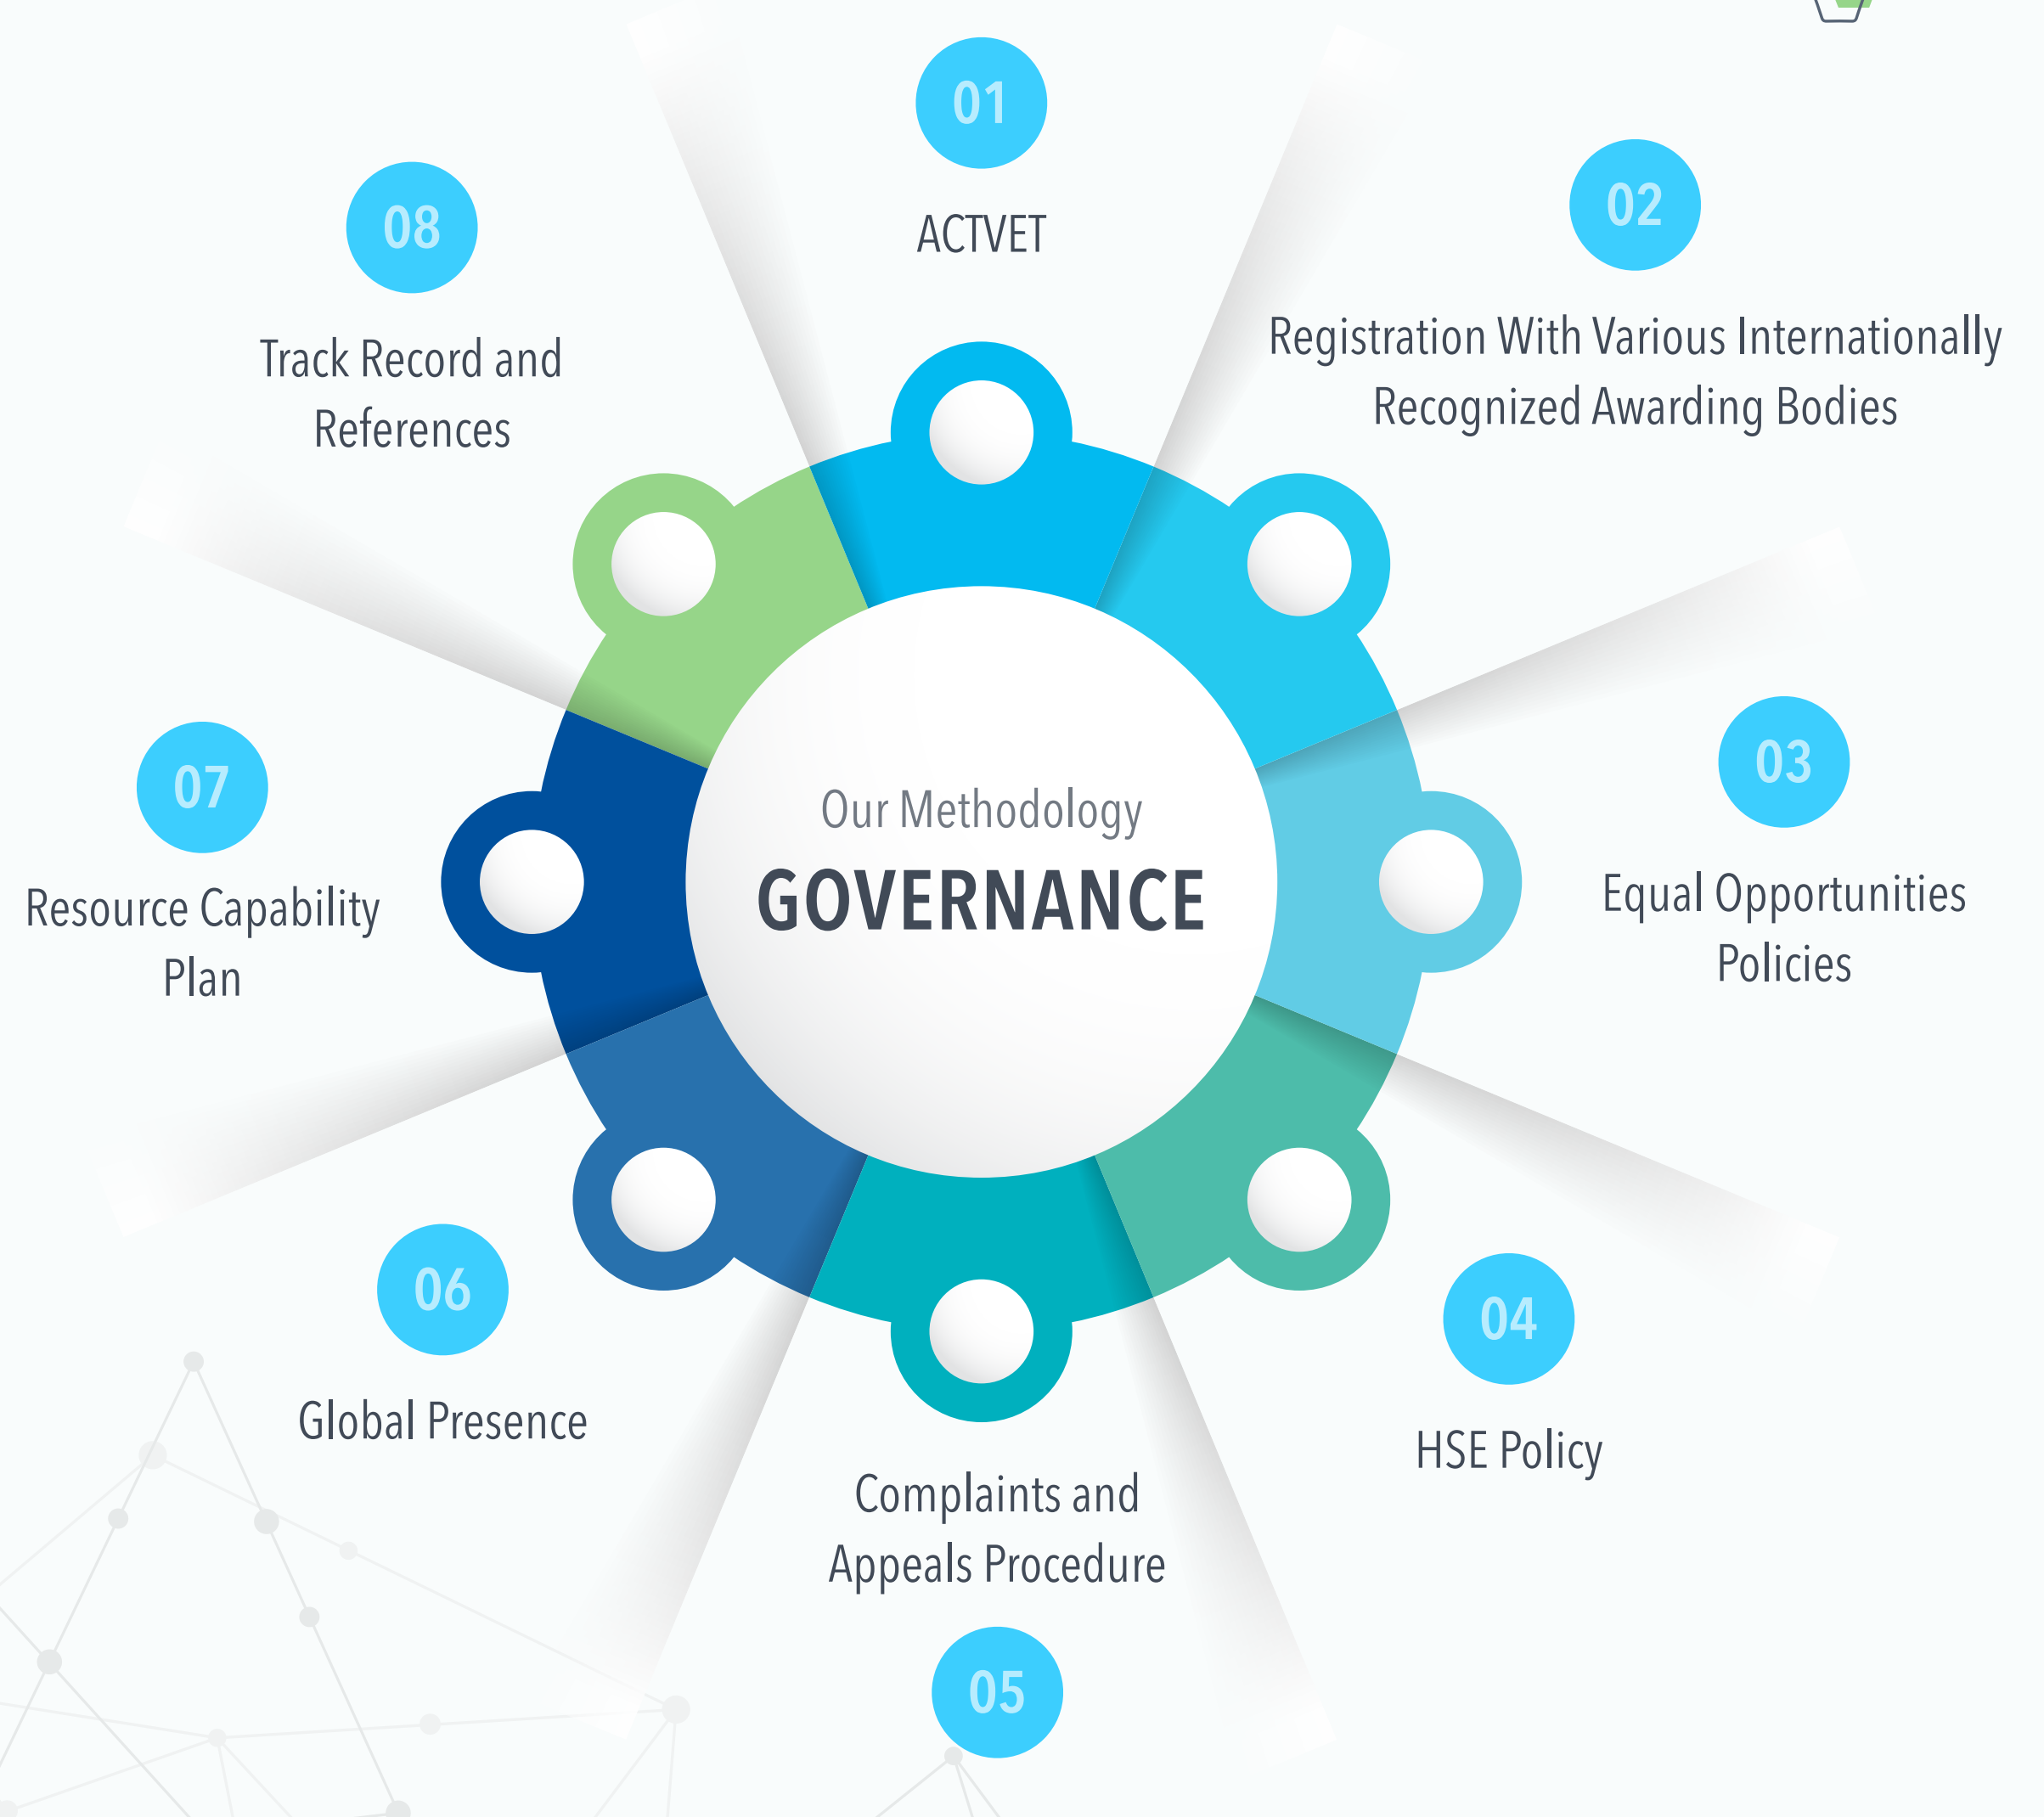 Our Methodology
GOVERNANCE
01
ACTVET
02
Registration With Various Internationally
Recognized Awarding Bodies
03
Equal Opportunities
Policies
04
HSE Policy
Complaints and
Appeals Procedure
05
06
Global Presence
07
Resource Capability
Plan
08
Track Record and
References